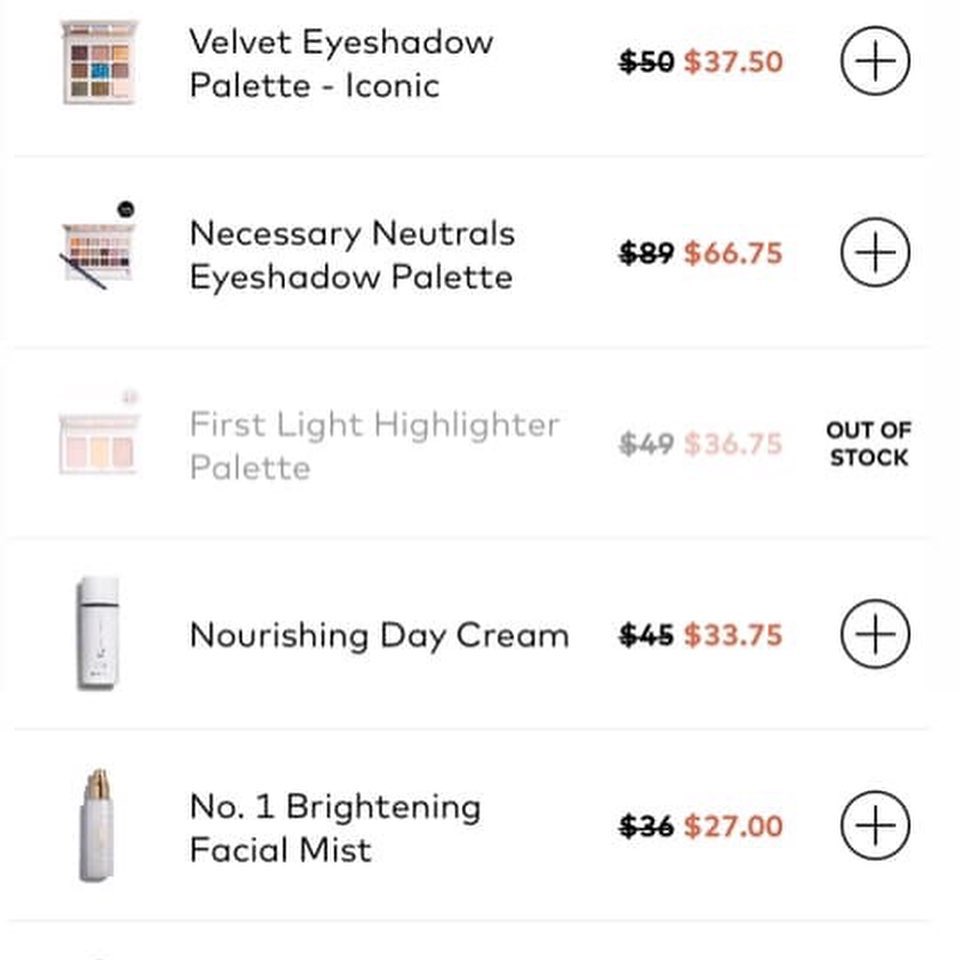 Velvet Eyeshadow
Palette - Iconic
$50 $37.50
Necessary Neutrals
Eyeshadow Palette
$89 $66.75
First Light Highlighter
Palette
$49 $36.75
OUT OF
STOCK
Nourishing Day Cream
$45 $33.75
No. 1 Brightening
Facial Mist
$36 $27.00